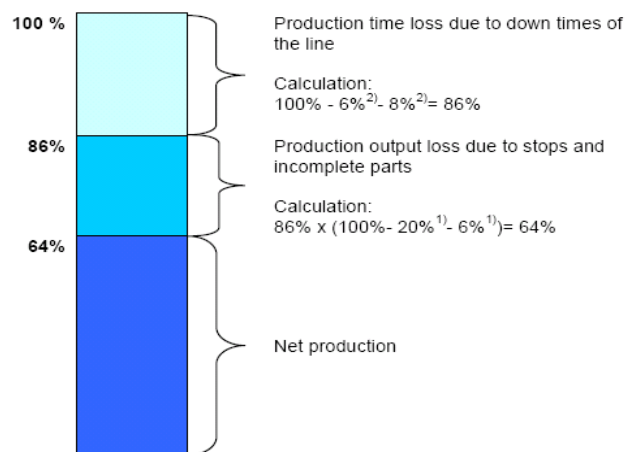 100 %
Production time loss due to down times of
the line
Calculation:
100% - 6%²⁾- 8%²⁾= 86%
86%
Production output loss due to stops and
incomplete parts
Calculation:
86% x (100%- 20%¹⁾- 6%¹⁾)= 64%
64%
Net production